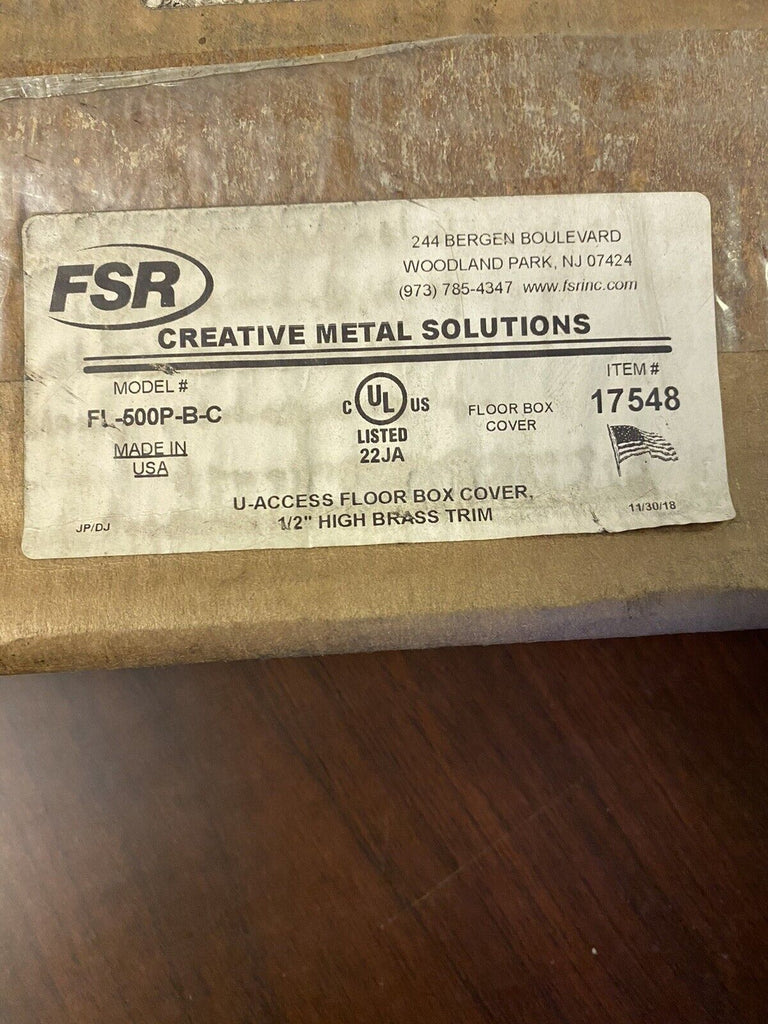 FSR
244 BERGEN BOULEVARD
WOODLAND PARK, NJ 07424
(973) 785-4347 www.fsrinc.com
CREATIVE METAL SOLUTIONS
MODEL #
FL-500P-B-C
MADE IN
USA
C UL US
LISTED
22JA
FLOOR BOX
COVER
ITEM #
17548
U-ACCESS FLOOR BOX COVER,
1/2" HIGH BRASS TRIM
JP/DJ
11/30/18